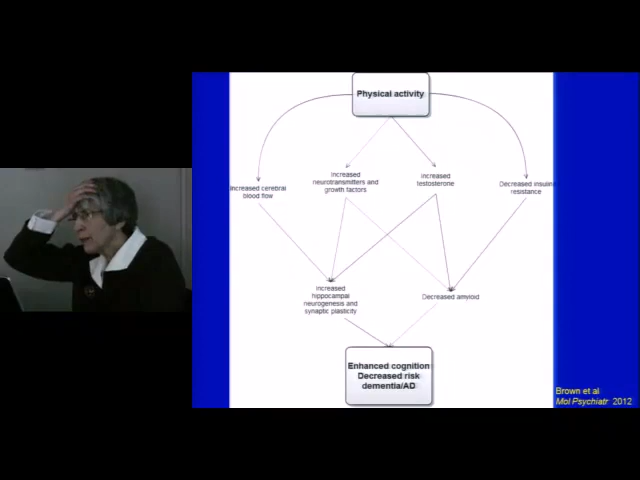 Physical activity
Increased cerebral
blood flow
Increased
neurotransmitters and
growth factors
Increased
testosterone
Decreased insulin
resistance
Increased
hippocampal
neurogenesis and
synaptic plasticity
Decreased amyloid
Enhanced cognition
Decreased risk
dementia/AD
Brown et al
Mol Psychiatr 2012